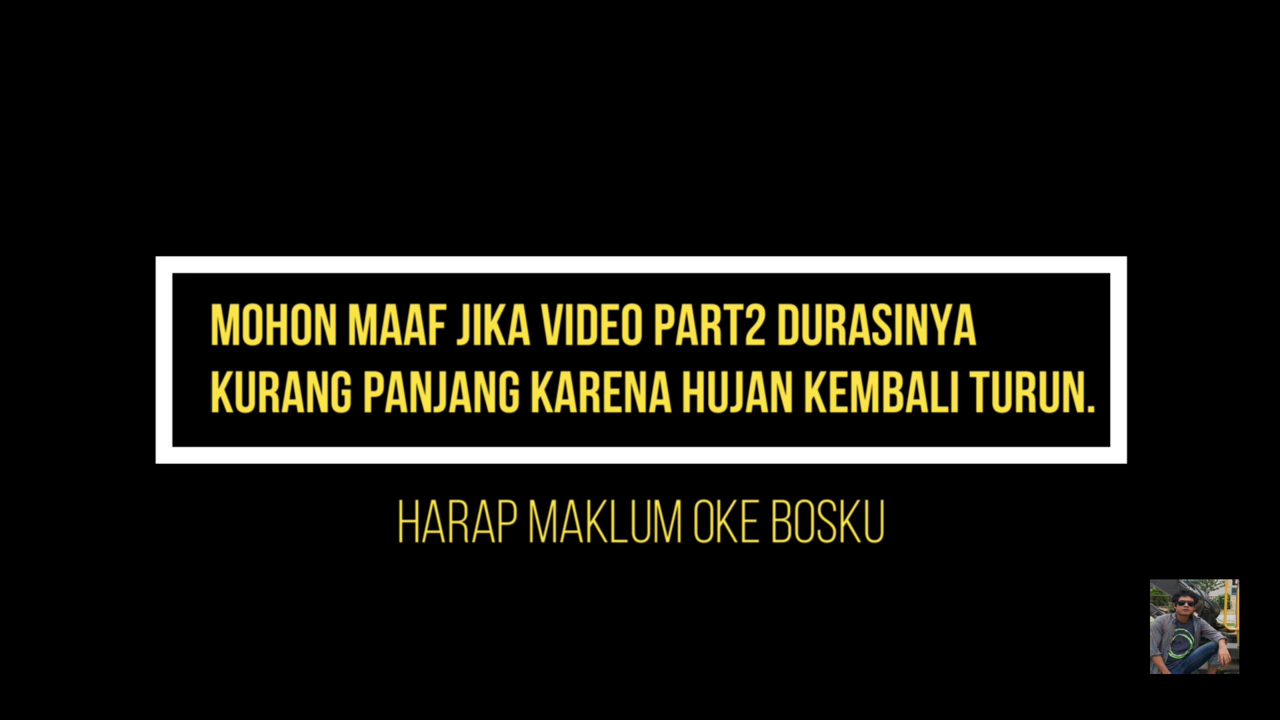 MOHON MAAF JIKA VIDEO PART2 DURASINYA
KURANG PANJANG KARENA HUJAN KEMBALI TURUN.
HARAP MAKLUM OKE BOSKU